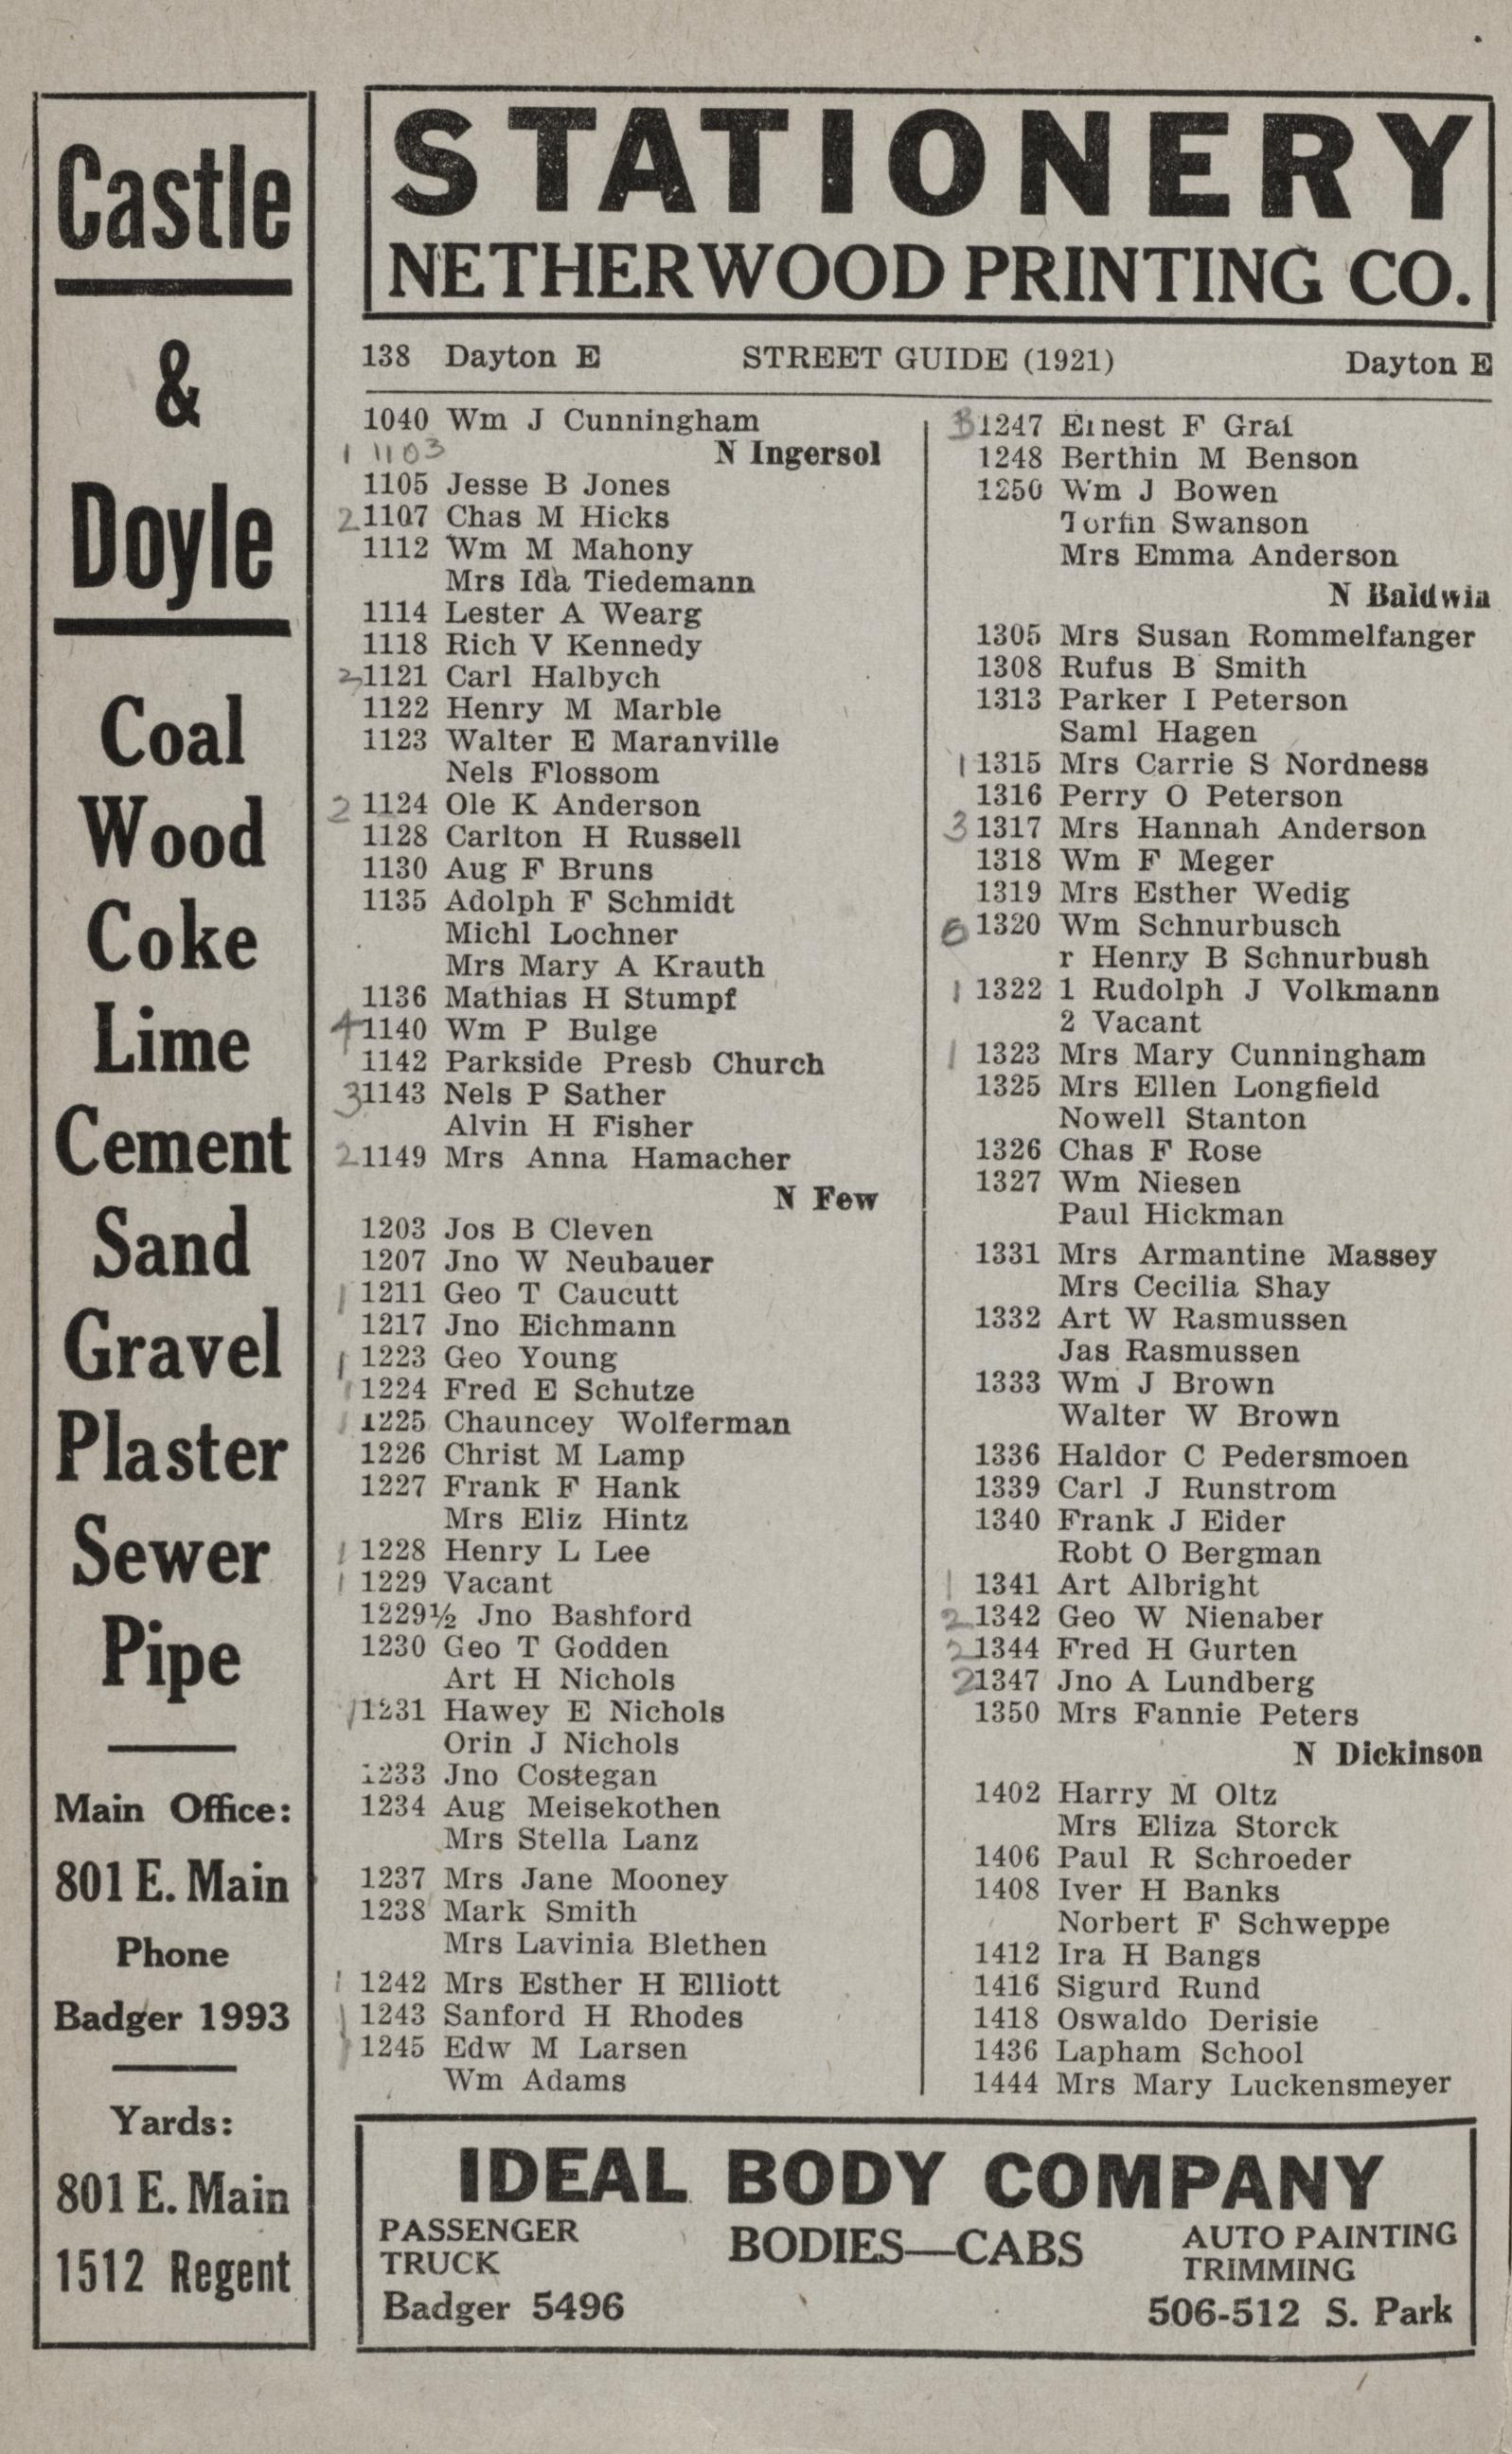 Castle
&
Doyle
Coal
Wood
Coke
Lime
Cement
Sand
Gravel
Plaster
Sewer
Pipe
Main Office:
801 E. Main
Phone
Badger 1993
Yards:
801 E. Main
1512 Regent
STATIONERY
NETHERWOOD PRINTING CO.
138 Dayton E STREET GUIDE (1921) Dayton E
1040 Wm J Cunningham
1 1103 N Ingersol
1105 Jesse B Jones
2 1107 Chas M Hicks
1112 Wm M Mahony
Mrs Ida Tiedemann
1114 Lester A Wearg
1118 Rich V Kennedy
2 1121 Carl Halbych
1122 Henry M Marble
1123 Walter E Maranville
Nels Flossom
2 1124 Ole K Anderson
1128 Carlton H Russell
1130 Aug F Bruns
1135 Adolph F Schmidt
Michl Lochner
Mrs Mary A Krauth
1136 Mathias H Stumpf
4 1140 Wm P Bulge
1142 Parkside Presb Church
3 1143 Nels P Sather
Alvin H Fisher
2 1149 Mrs Anna Hamacher
N Few
1203 Jos B Cleven
1207 Jno W Neubauer
1 1211 Geo T Caucutt
1217 Jno Eichmann
1 1223 Geo Young
1 1224 Fred E Schutze
1 1225 Chauncey Wolferman
1226 Christ M Lamp
1227 Frank F Hank
Mrs Eliz Hintz
1 1228 Henry L Lee
1 1229 Vacant
1229½ Jno Bashford
1230 Geo T Godden
Art H Nichols
1 1231 Hawey E Nichols
Orin J Nichols
1233 Jno Costegan
1234 Aug Meisekothen
Mrs Stella Lanz
1237 Mrs Jane Mooney
1238 Mark Smith
Mrs Lavinia Blethen
1 1242 Mrs Esther H Elliott
1 1243 Sanford H Rhodes
1 1245 Edw M Larsen
Wm Adams
3 1247 Ernest F Graf
1248 Berthin M Benson
1250 Wm J Bowen
Torfin Swanson
Mrs Emma Anderson
N Baldwin
1305 Mrs Susan Rommelfanger
1308 Rufus B Smith
1313 Parker I Peterson
Saml Hagen
1 1315 Mrs Carrie S Nordness
1316 Perry O Peterson
3 1317 Mrs Hannah Anderson
1318 Wm F Meger
1319 Mrs Esther Wedig
6 1320 Wm Schnurbusch
r Henry B Schnurbush
1 1322 1 Rudolph J Volkmann
2 Vacant
1 1323 Mrs Mary Cunningham
1325 Mrs Ellen Longfield
Nowell Stanton
1326 Chas F Rose
1327 Wm Niesen
Paul Hickman
1331 Mrs Armantine Massey
Mrs Cecilia Shay
1332 Art W Rasmussen
Jas Rasmussen
1333 Wm J Brown
Walter W Brown
1336 Haldor C Pedersmoen
1339 Carl J Runstrom
1340 Frank J Eider
Robt O Bergman
1 1341 Art Albright
2 1342 Geo W Nienaber
2 1344 Fred H Gurten
2 1347 Jno A Lundberg
1350 Mrs Fannie Peters
N Dickinson
1402 Harry M Oltz
Mrs Eliza Storck
1406 Paul R Schroeder
1408 Iver H Banks
Norbert F Schweppe
1412 Ira H Bangs
1416 Sigurd Rund
1418 Oswaldo Derisie
1436 Lapham School
1444 Mrs Mary Luckensmeyer
IDEAL BODY COMPANY
PASSENGER
TRUCK
BODIES—CABS
AUTO PAINTING
TRIMMING
Badger 5496
506-512 S. Park